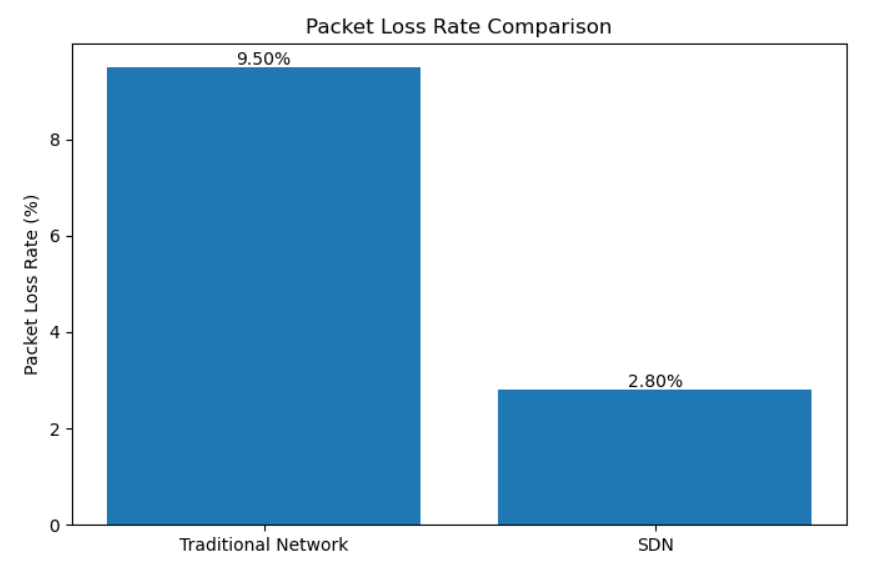 Packet Loss Rate Comparison
9.50%
8
6
4
2
0
2.80%
Packet Loss Rate (%)
Traditional Network
SDN